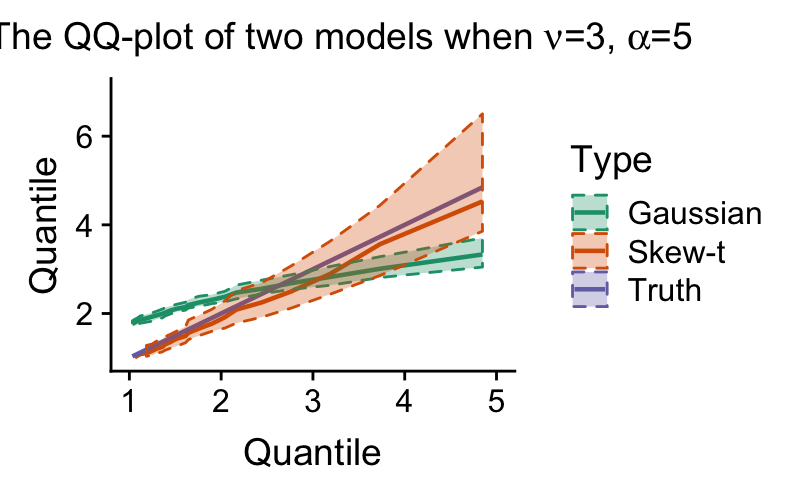 The QQ-plot of two models when ν=3, α=5
Quantile
6
4
2
1 2 3 4 5
Quantile
Type
Gaussian
Skew-t
Truth